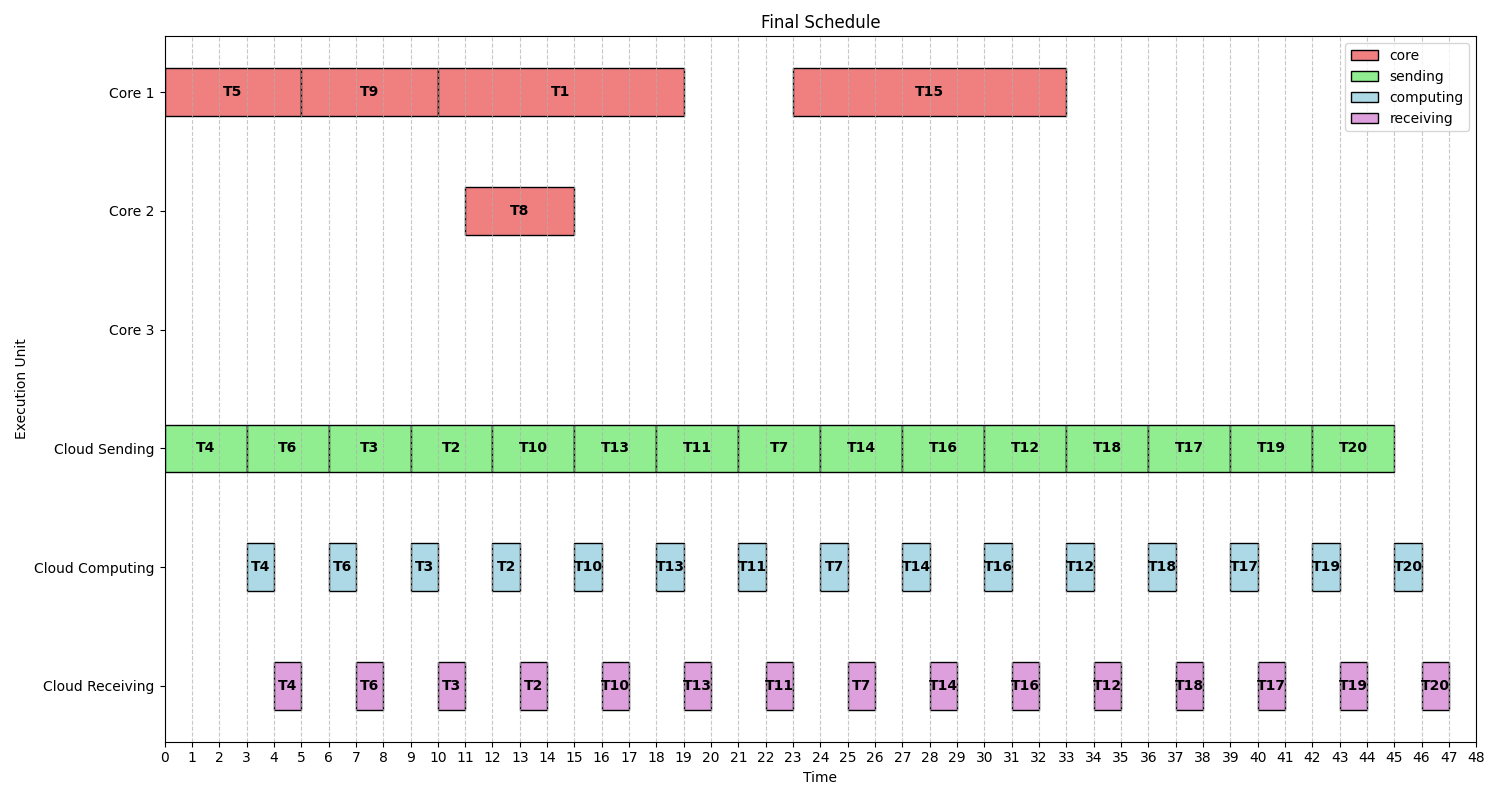 Final Schedule
core
sending
computing
receiving
Execution Unit
Core 1
T5 T9 T1 T15
Core 2
T8
Core 3
Cloud Sending
T4 T6 T3 T2 T10 T13 T11 T7 T14 T16 T12 T18 T17 T19 T20
Cloud Computing
T4 T6 T3 T2 T10 T13 T11 T7 T14 T16 T12 T18 T17 T19 T20
Cloud Receiving
T4 T6 T3 T2 T10 T13 T11 T7 T14 T16 T12 T18 T17 T19 T20
0 1 2 3 4 5 6 7 8 9 10 11 12 13 14 15 16 17 18 19 20 21 22 23 24 25 26 27 28 29 30 31 32 33 34 35 36 37 38 39 40 41 42 43 44 45 46 47 48
Time